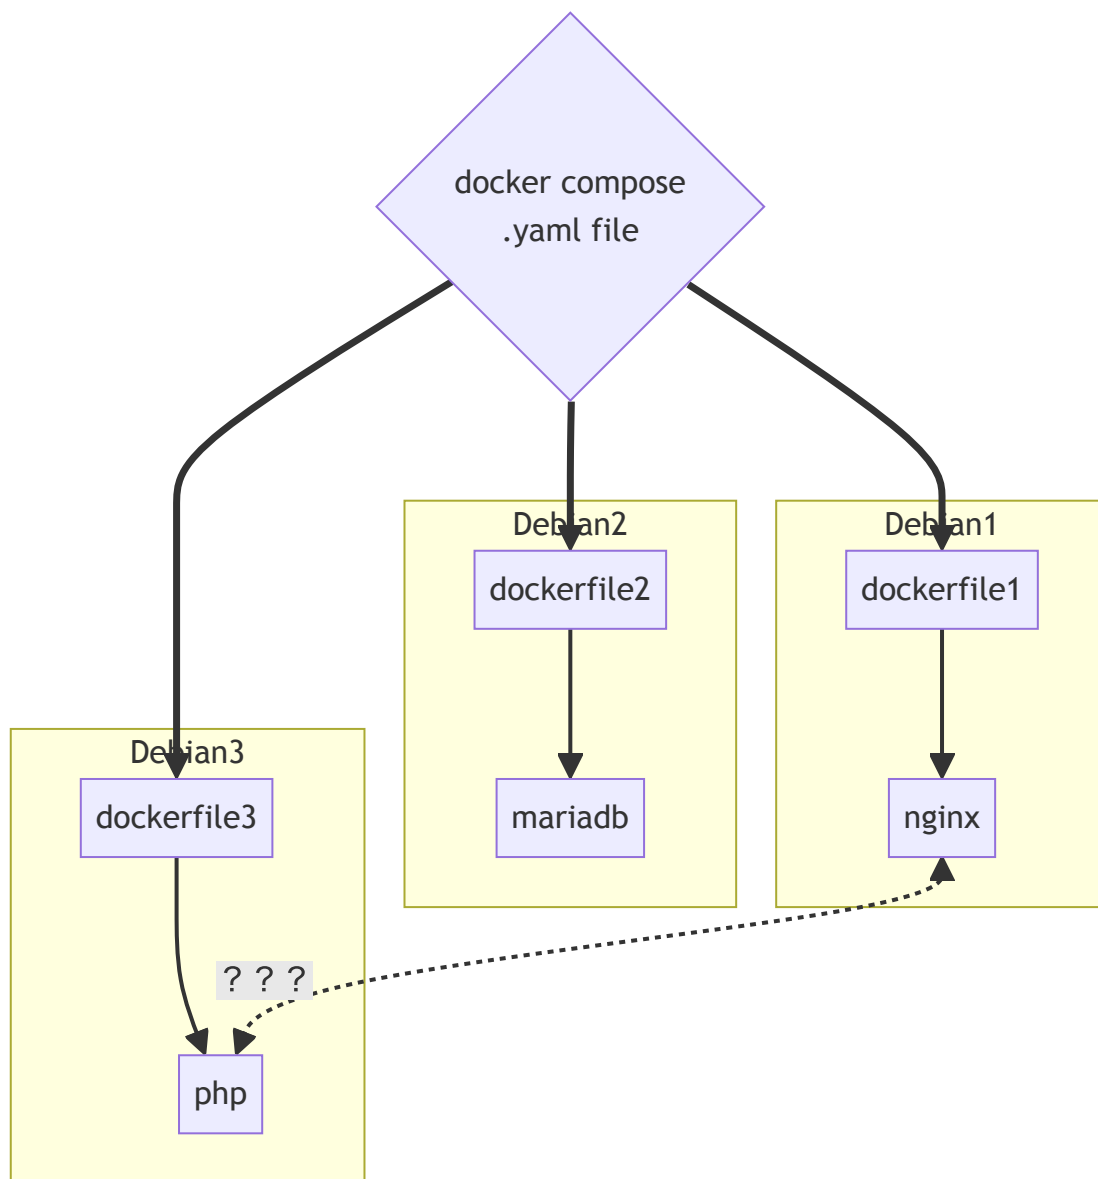 docker compose
.yaml file
Debian2
Debian1
dockerfile2
dockerfile1
Debian3
dockerfile3
mariadb
nginx
? ? ?
php